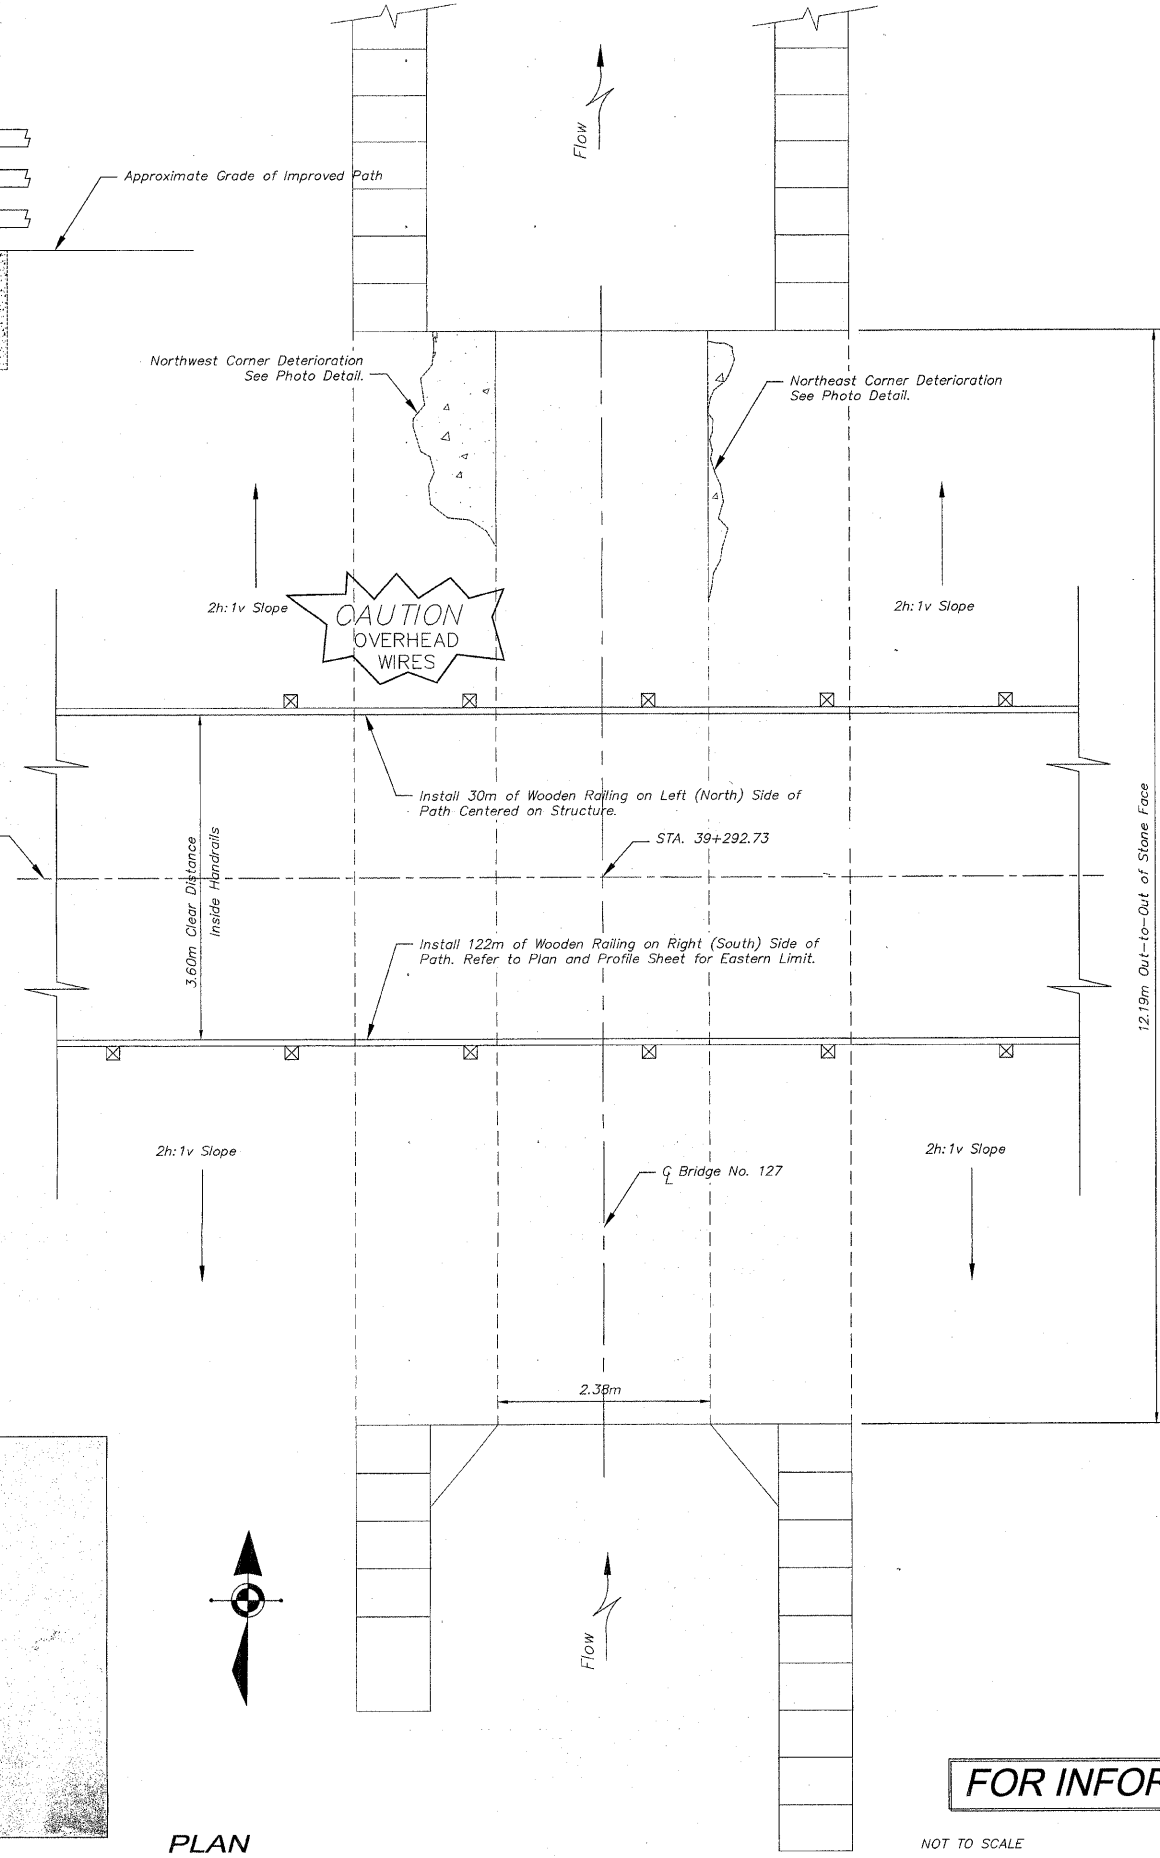 Flow
Approximate Grade of Improved Path
Northwest Corner Deterioration
See Photo Detail.
Northeast Corner Deterioration
See Photo Detail.
2h:1v Slope
CAUTION
OVERHEAD
WIRES
2h:1v Slope
Install 30m of Wooden Railing on Left (North) Side of
Path Centered on Structure.
STA. 39+292.73
3.60m Clear Distance
Inside Handrails
12.19m Out-to-Out of Stone Face
Install 122m of Wooden Railing on Right (South) Side of
Path. Refer to Plan and Profile Sheet for Eastern Limit.
2h:1v Slope
2h:1v Slope
CL Bridge No. 127
2.38m
Flow
FOR INFOR
PLAN
NOT TO SCALE